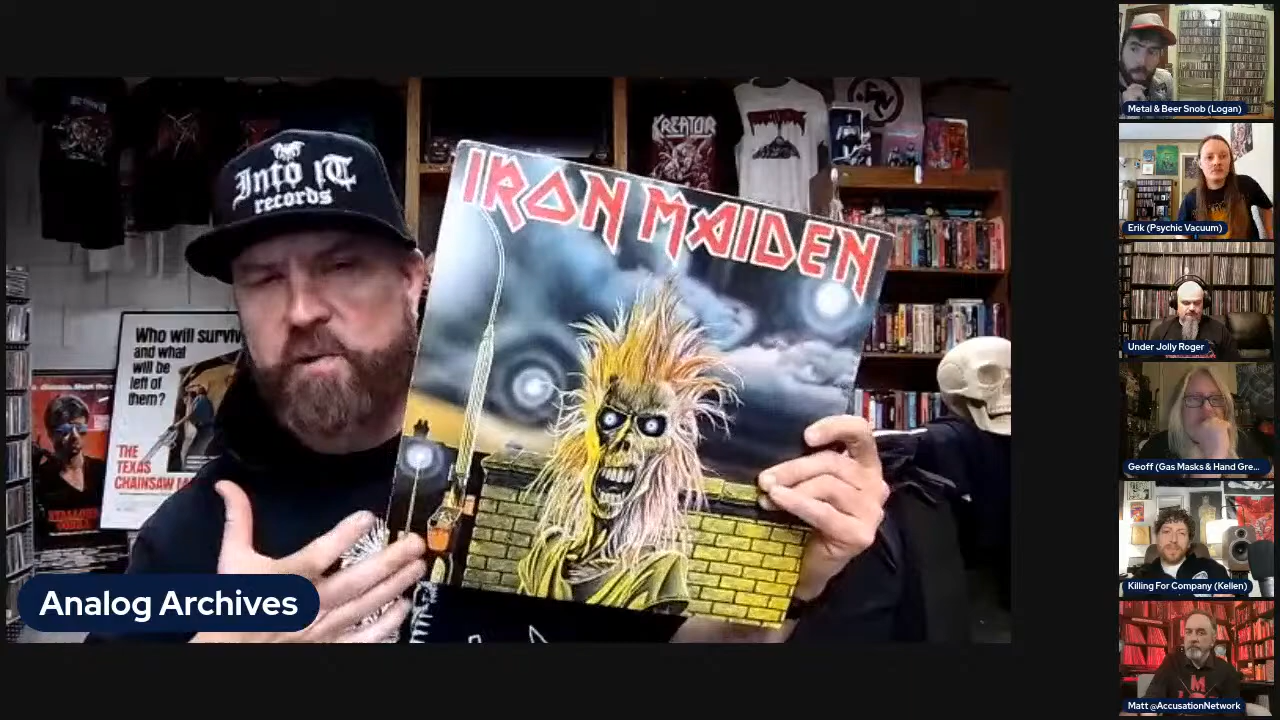 Into it
records
KREATOR
IRON MAIDEN
Who will surviv
and what
will be
left of
them?
THE
TEXAS
CHAINSAW
Analog Archives
Metal & Beer Snob (Logan)
Erik (Psychic Vacuum)
Under Jolly Roger
Geoff (Gas Masks & Hand Gre...
Killing For Company (Kellen)
Matt @AccusationNetwork